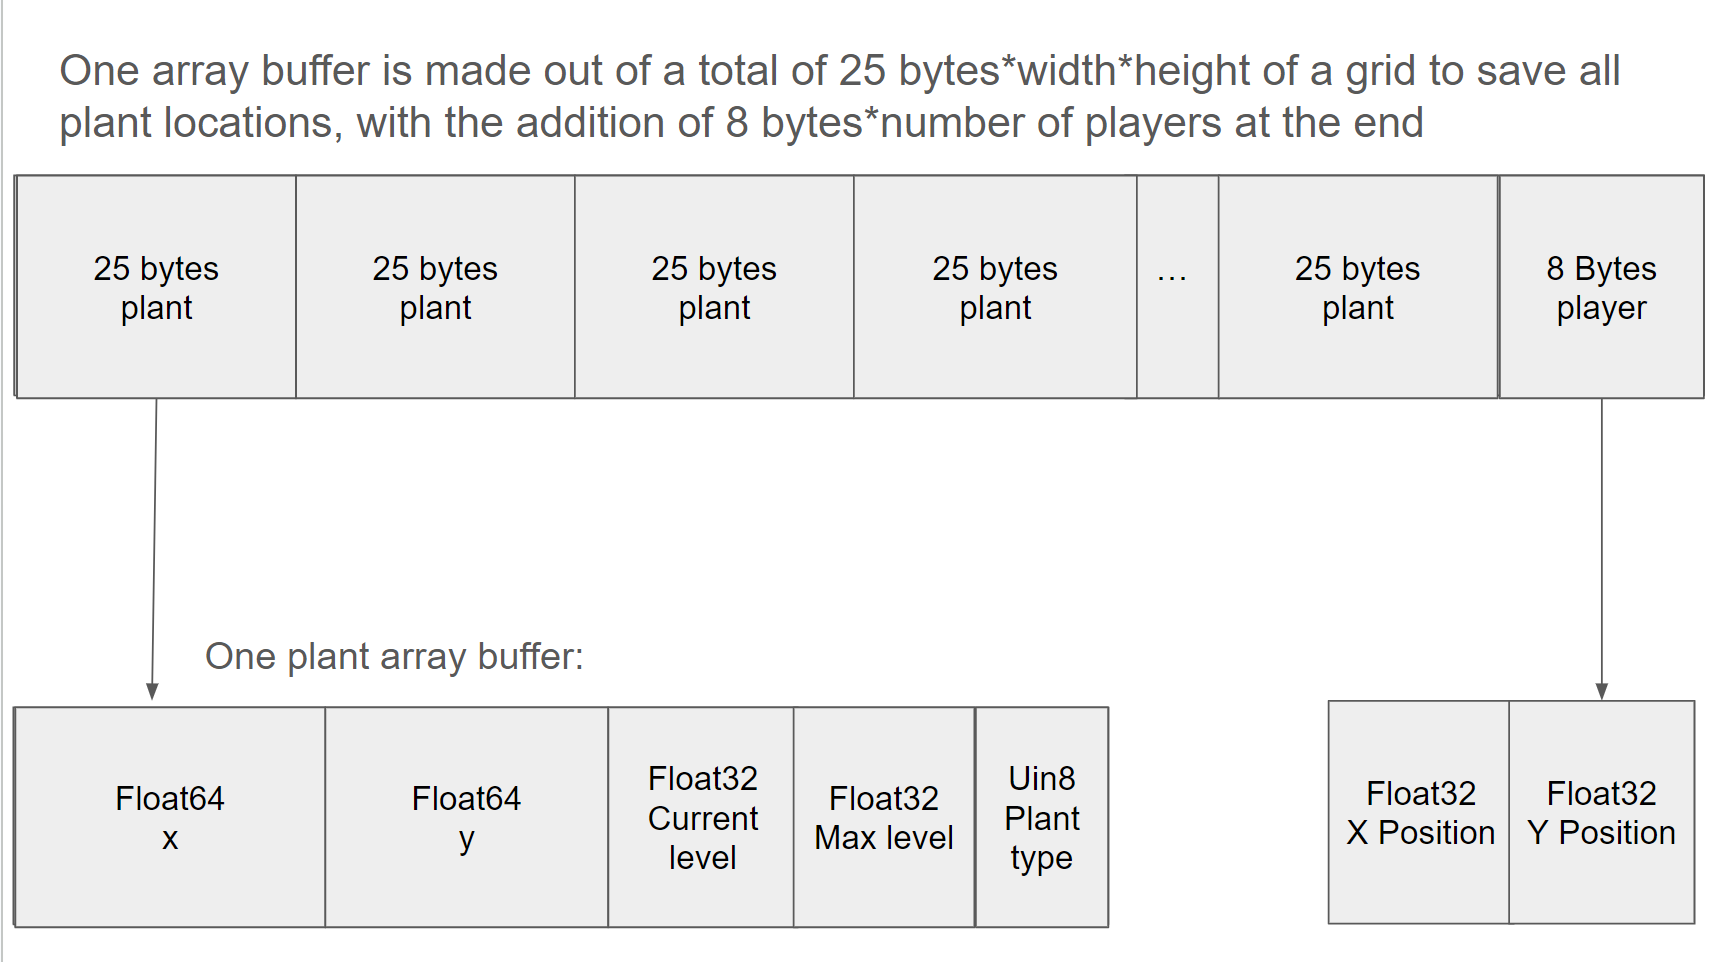 One array buffer is made out of a total of 25 bytes*width*height of a grid to save all
plant locations, with the addition of 8 bytes*number of players at the end
25 bytes
plant
25 bytes
plant
25 bytes
plant
25 bytes
plant
...
25 bytes
plant
8 Bytes
player
One plant array buffer:
Float64
x
Float64
y
Float32
Current
level
Float32
Max level
Uin8
Plant
type
Float32
X Position
Float32
Y Position